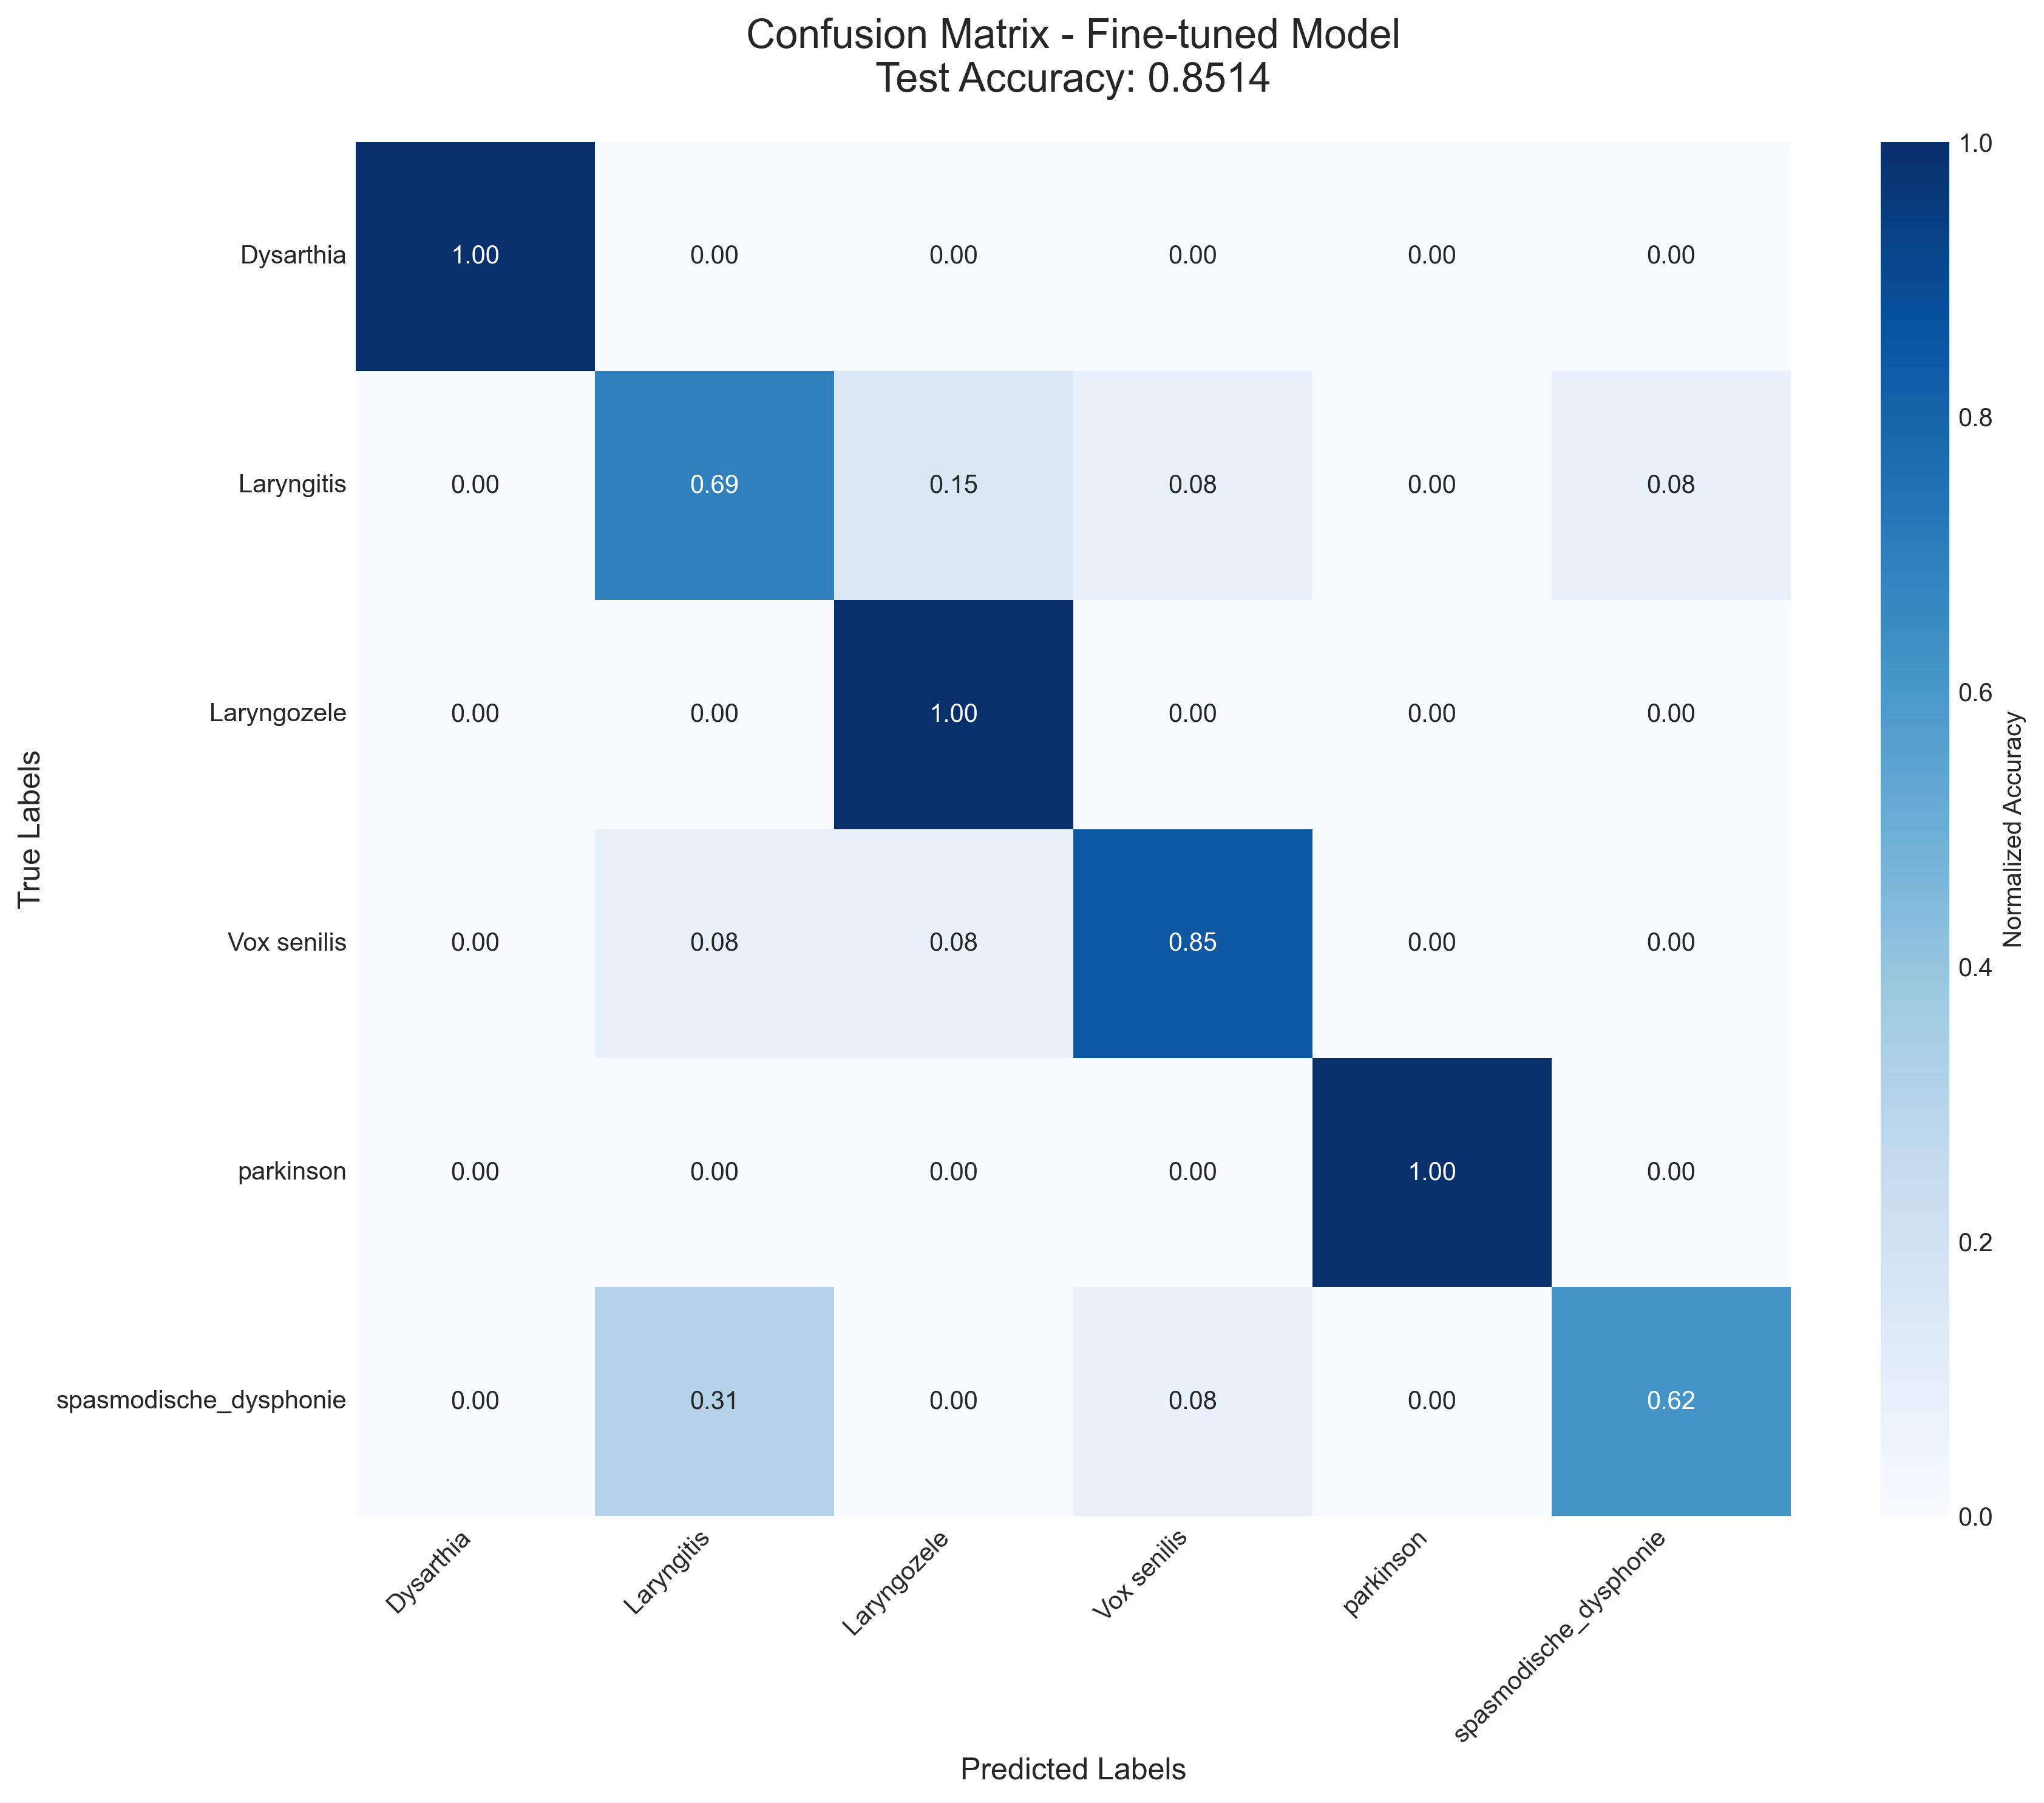 Confusion Matrix - Fine-tuned Model
Test Accuracy: 0.8514
True Labels
Dysarthia 1.00 0.00 0.00 0.00 0.00 0.00
Laryngitis 0.00 0.69 0.15 0.08 0.00 0.08
Laryngozele 0.00 0.00 1.00 0.00 0.00 0.00
Vox senilis 0.00 0.08 0.08 0.85 0.00 0.00
parkinson 0.00 0.00 0.00 0.00 1.00 0.00
spasmodische_dysphonie 0.00 0.31 0.00 0.08 0.00 0.62
Dysarthia Laryngitis Laryngozele Vox senilis parkinson spasmodische_dysphonie
Predicted Labels
1.0
0.8
0.6
0.4
0.2
0.0
Normalized Accuracy